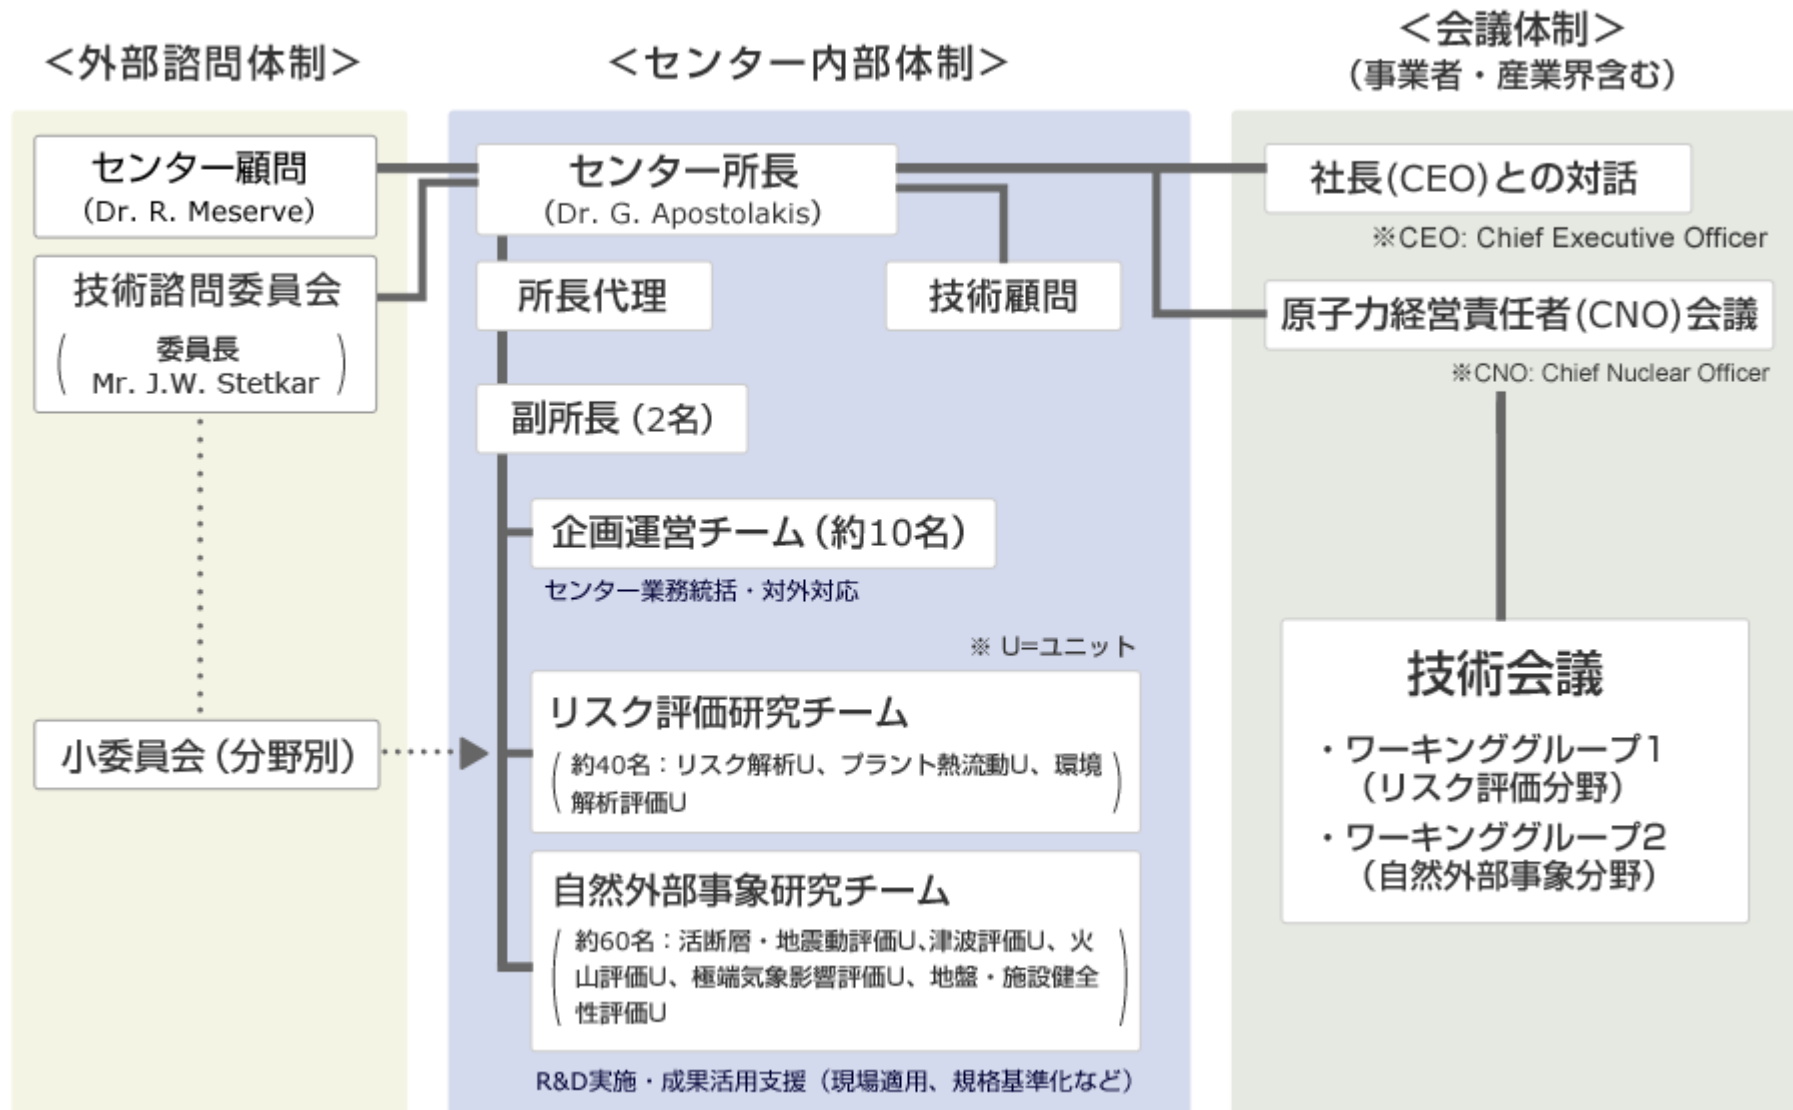 ＜外部諮問体制＞
センター顧問
（Dr. R. Meserve）
技術諮問委員会
委員長
Mr. J.W. Stetkar
小委員会（分野別）
＜センター内部体制＞
センター所長
（Dr. G. Apostolakis）
所長代理
技術顧問
副所長（2名）
企画運営チーム（約10名）
センター業務統括・対外対応
※ U=ユニット
リスク評価研究チーム
約40名：リスク解析U、プラント熱流動U、環境
解析評価U
自然外部事象研究チーム
約60名：活断層・地震動評価U、津波評価U、火
山評価U、極端気象影響評価U、地盤・施設健全
性評価U
R&D実施・成果活用支援（現場適用、規格基準化など）
＜会議体制＞
（事業者・産業界含む）
社長(CEO)との対話
※CEO: Chief Executive Officer
原子力経営責任者(CNO)会議
※CNO: Chief Nuclear Officer
技術会議
・ワーキンググループ1
（リスク評価分野）
・ワーキンググループ2
（自然外部事象分野）